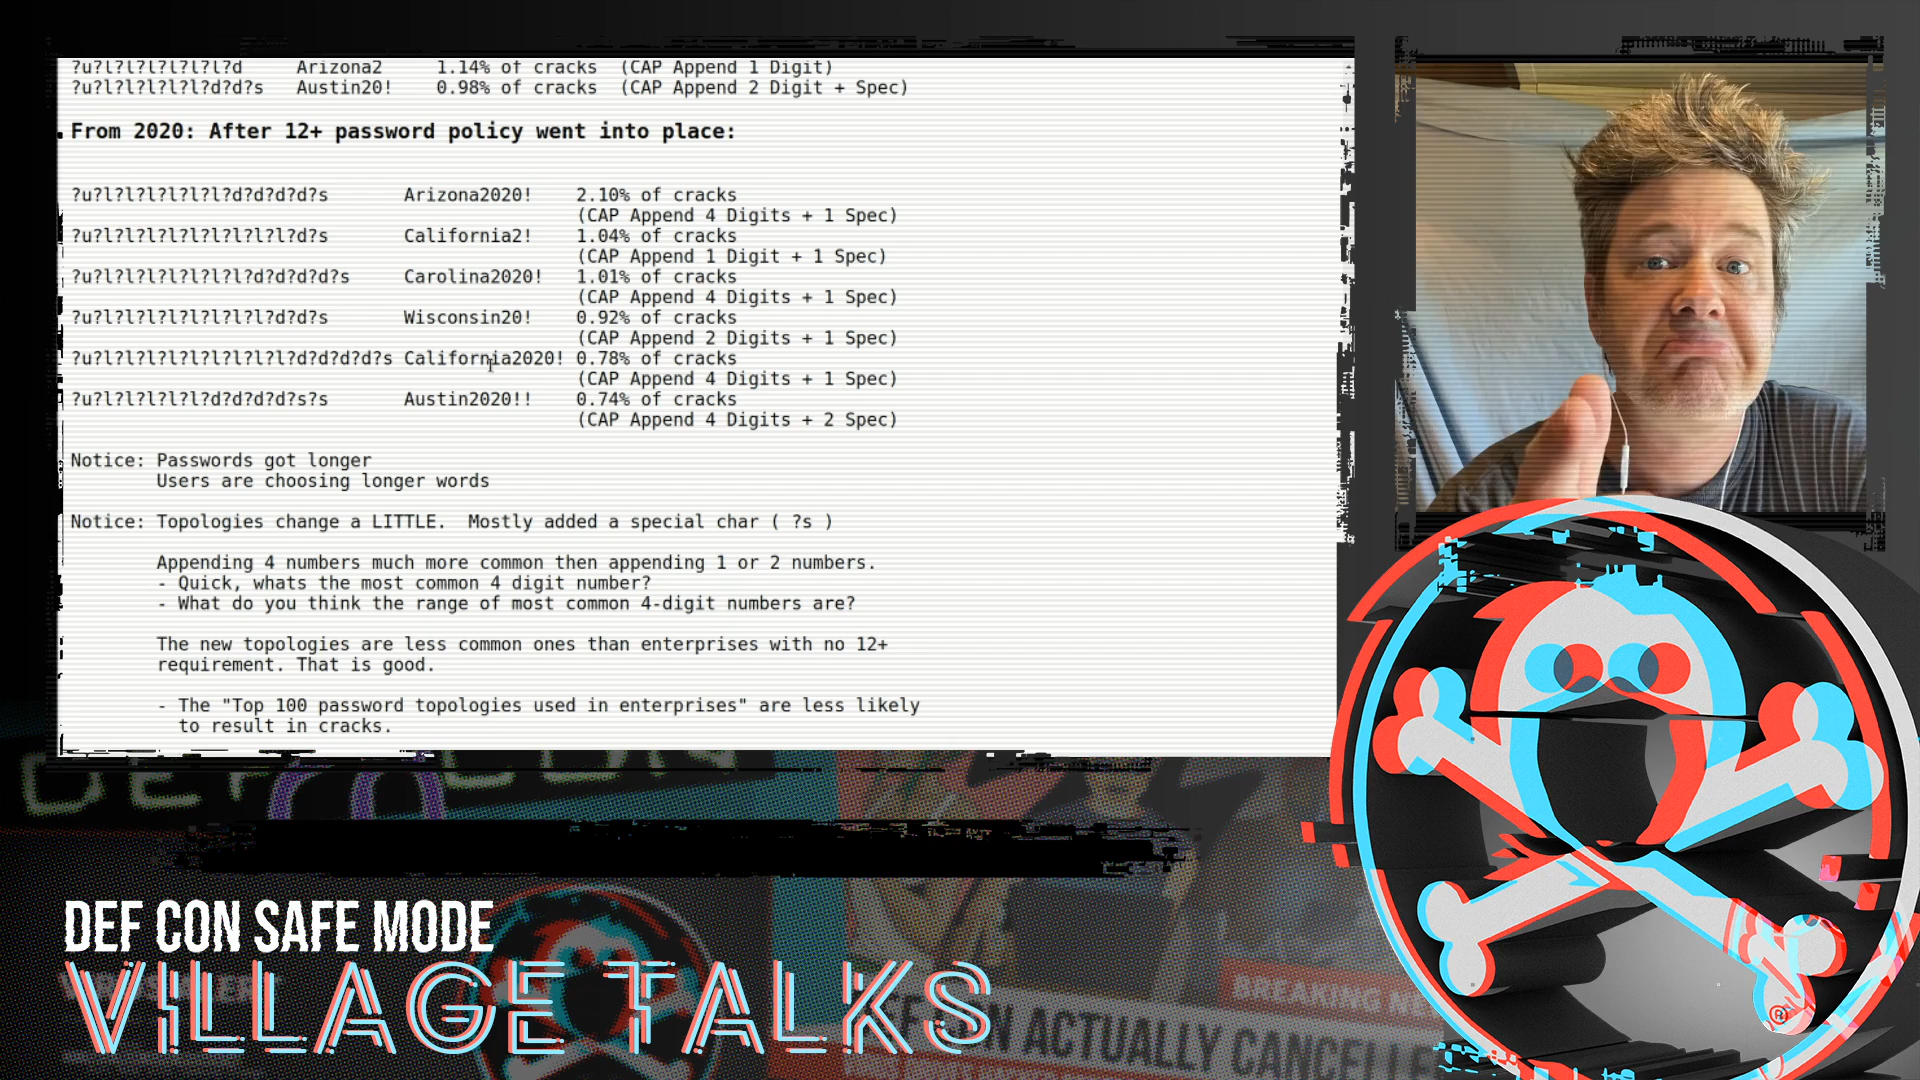 ?u?l?l?l?l?l?l?d Arizona2 1.14% of cracks (CAP Append 1 Digit)
?u?l?l?l?l?l?d?d?s Austin20! 0.98% of cracks (CAP Append 2 Digit + Spec)
From 2020: After 12+ password policy went into place:
?u?l?l?l?l?l?l?d?d?d?d?s Arizona2020! 2.10% of cracks
(CAP Append 4 Digits + 1 Spec)
?u?l?l?l?l?l?l?l?l?l?d?s California2! 1.04% of cracks
(CAP Append 1 Digit + 1 Spec)
?u?l?l?l?l?l?l?l?d?d?d?d?s Carolina2020! 1.01% of cracks
(CAP Append 4 Digits + 1 Spec)
?u?l?l?l?l?l?l?l?l?d?d?s Wisconsin20! 0.92% of cracks
(CAP Append 2 Digits + 1 Spec)
?u?l?l?l?l?l?l?l?l?l?d?d?d?d?s California2020! 0.78% of cracks
(CAP Append 4 Digits + 1 Spec)
?u?l?l?l?l?l?d?d?d?d?s?s Austin2020!! 0.74% of cracks
(CAP Append 4 Digits + 2 Spec)
Notice: Passwords got longer
Users are choosing longer words
Notice: Topologies change a LITTLE. Mostly added a special char ( ?s )
Appending 4 numbers much more common then appending 1 or 2 numbers.
- Quick, whats the most common 4 digit number?
- What do you think the range of most common 4-digit numbers are?
The new topologies are less common ones than enterprises with no 12+
requirement. That is good.
- The "Top 100 password topologies used in enterprises" are less likely
to result in cracks.
DEF CON
DEF CON SAFE MODE
VILLAGE TALKS
BREAKING
ACTUALLY
®